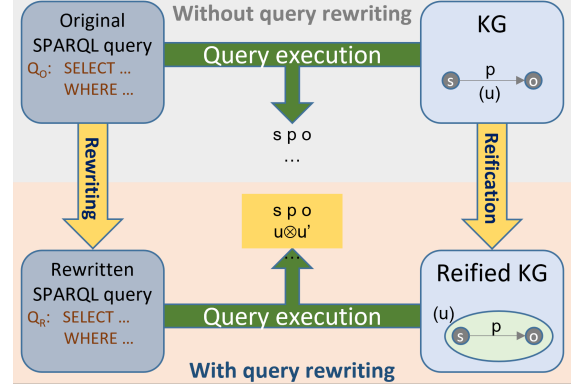 Without query rewriting
Original
SPARQL query
Q_O: SELECT ...
WHERE ...
Query execution
KG
s p o
(u)
s p o
...
Rewriting
Reification
s p o
u⊗u'
...
Rewritten
SPARQL query
Q_R: SELECT ...
WHERE ...
Query execution
Reified KG
(u)
s p o
With query rewriting